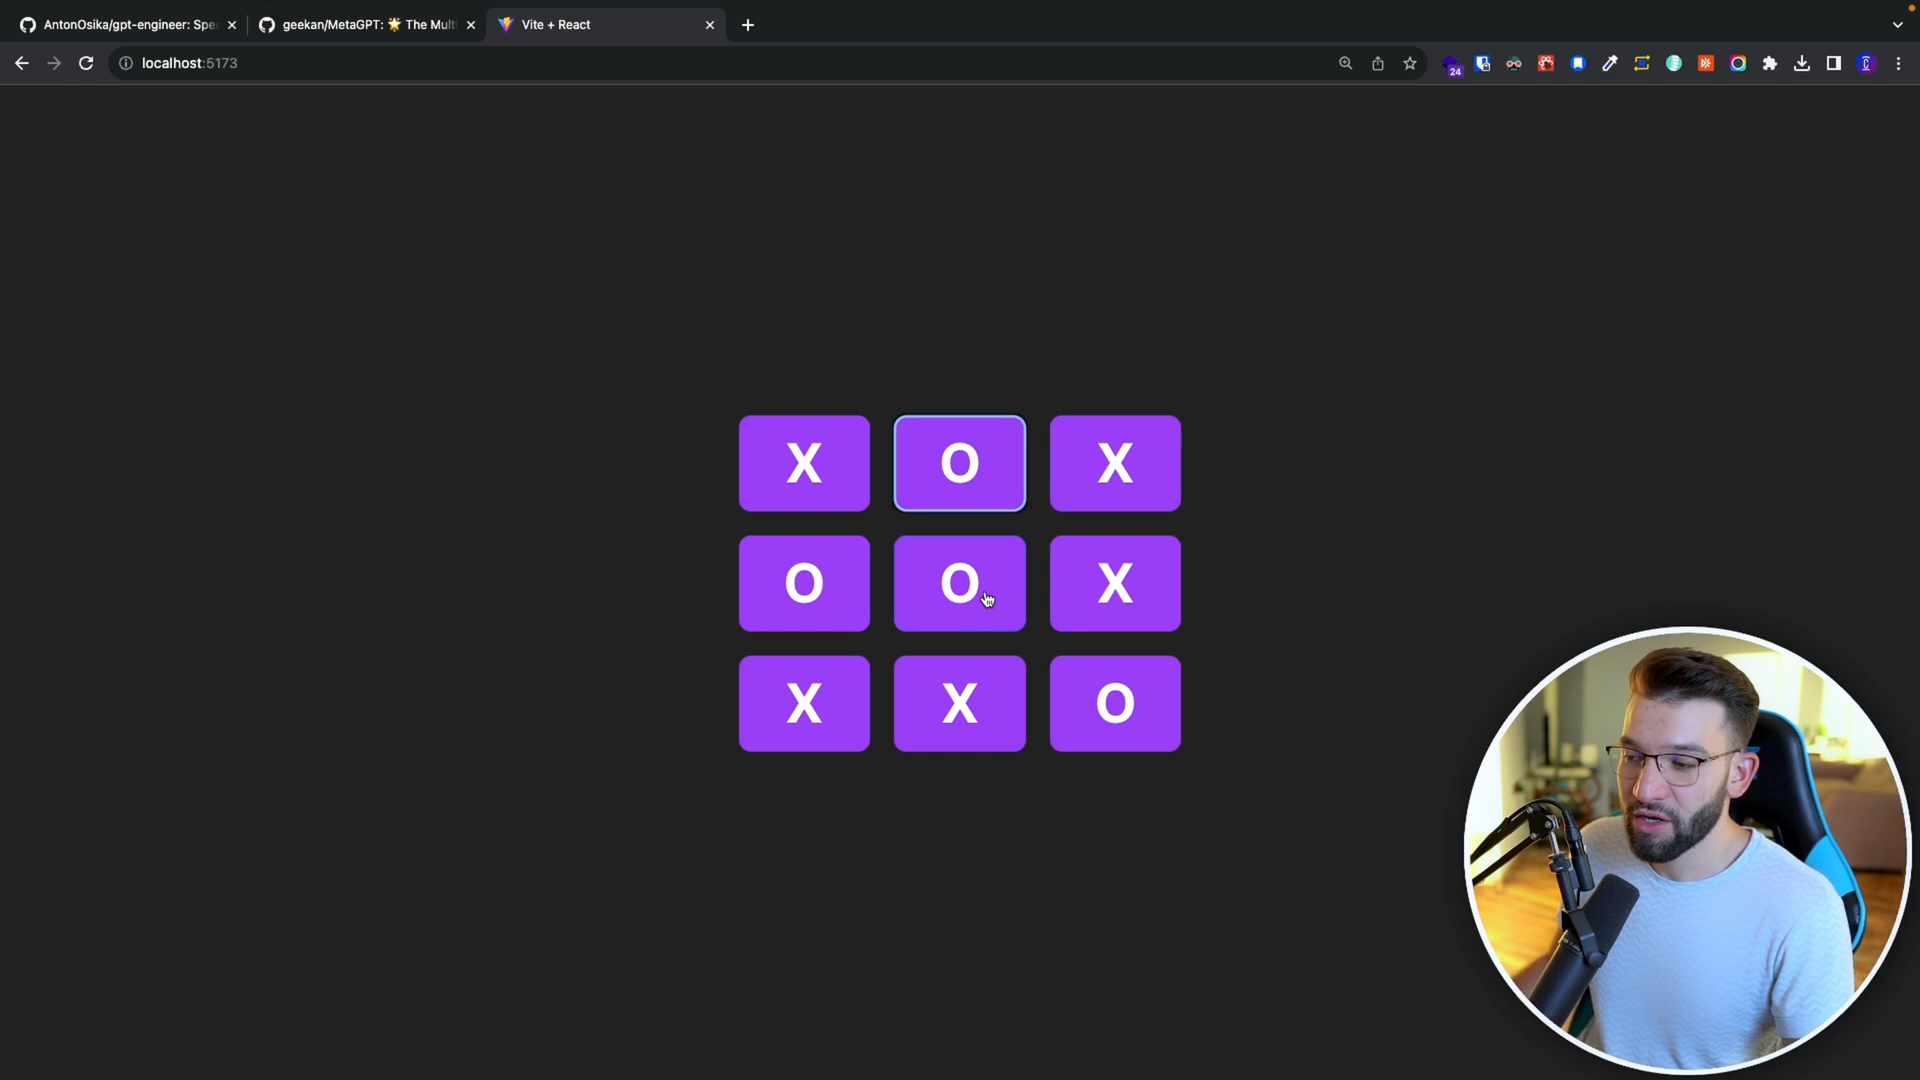 AntonOsika/gpt-engineer: Spe
geekan/MetaGPT: 🌟 The Mult
Vite + React
localhost:5173
24
X O X
O O X
X X O